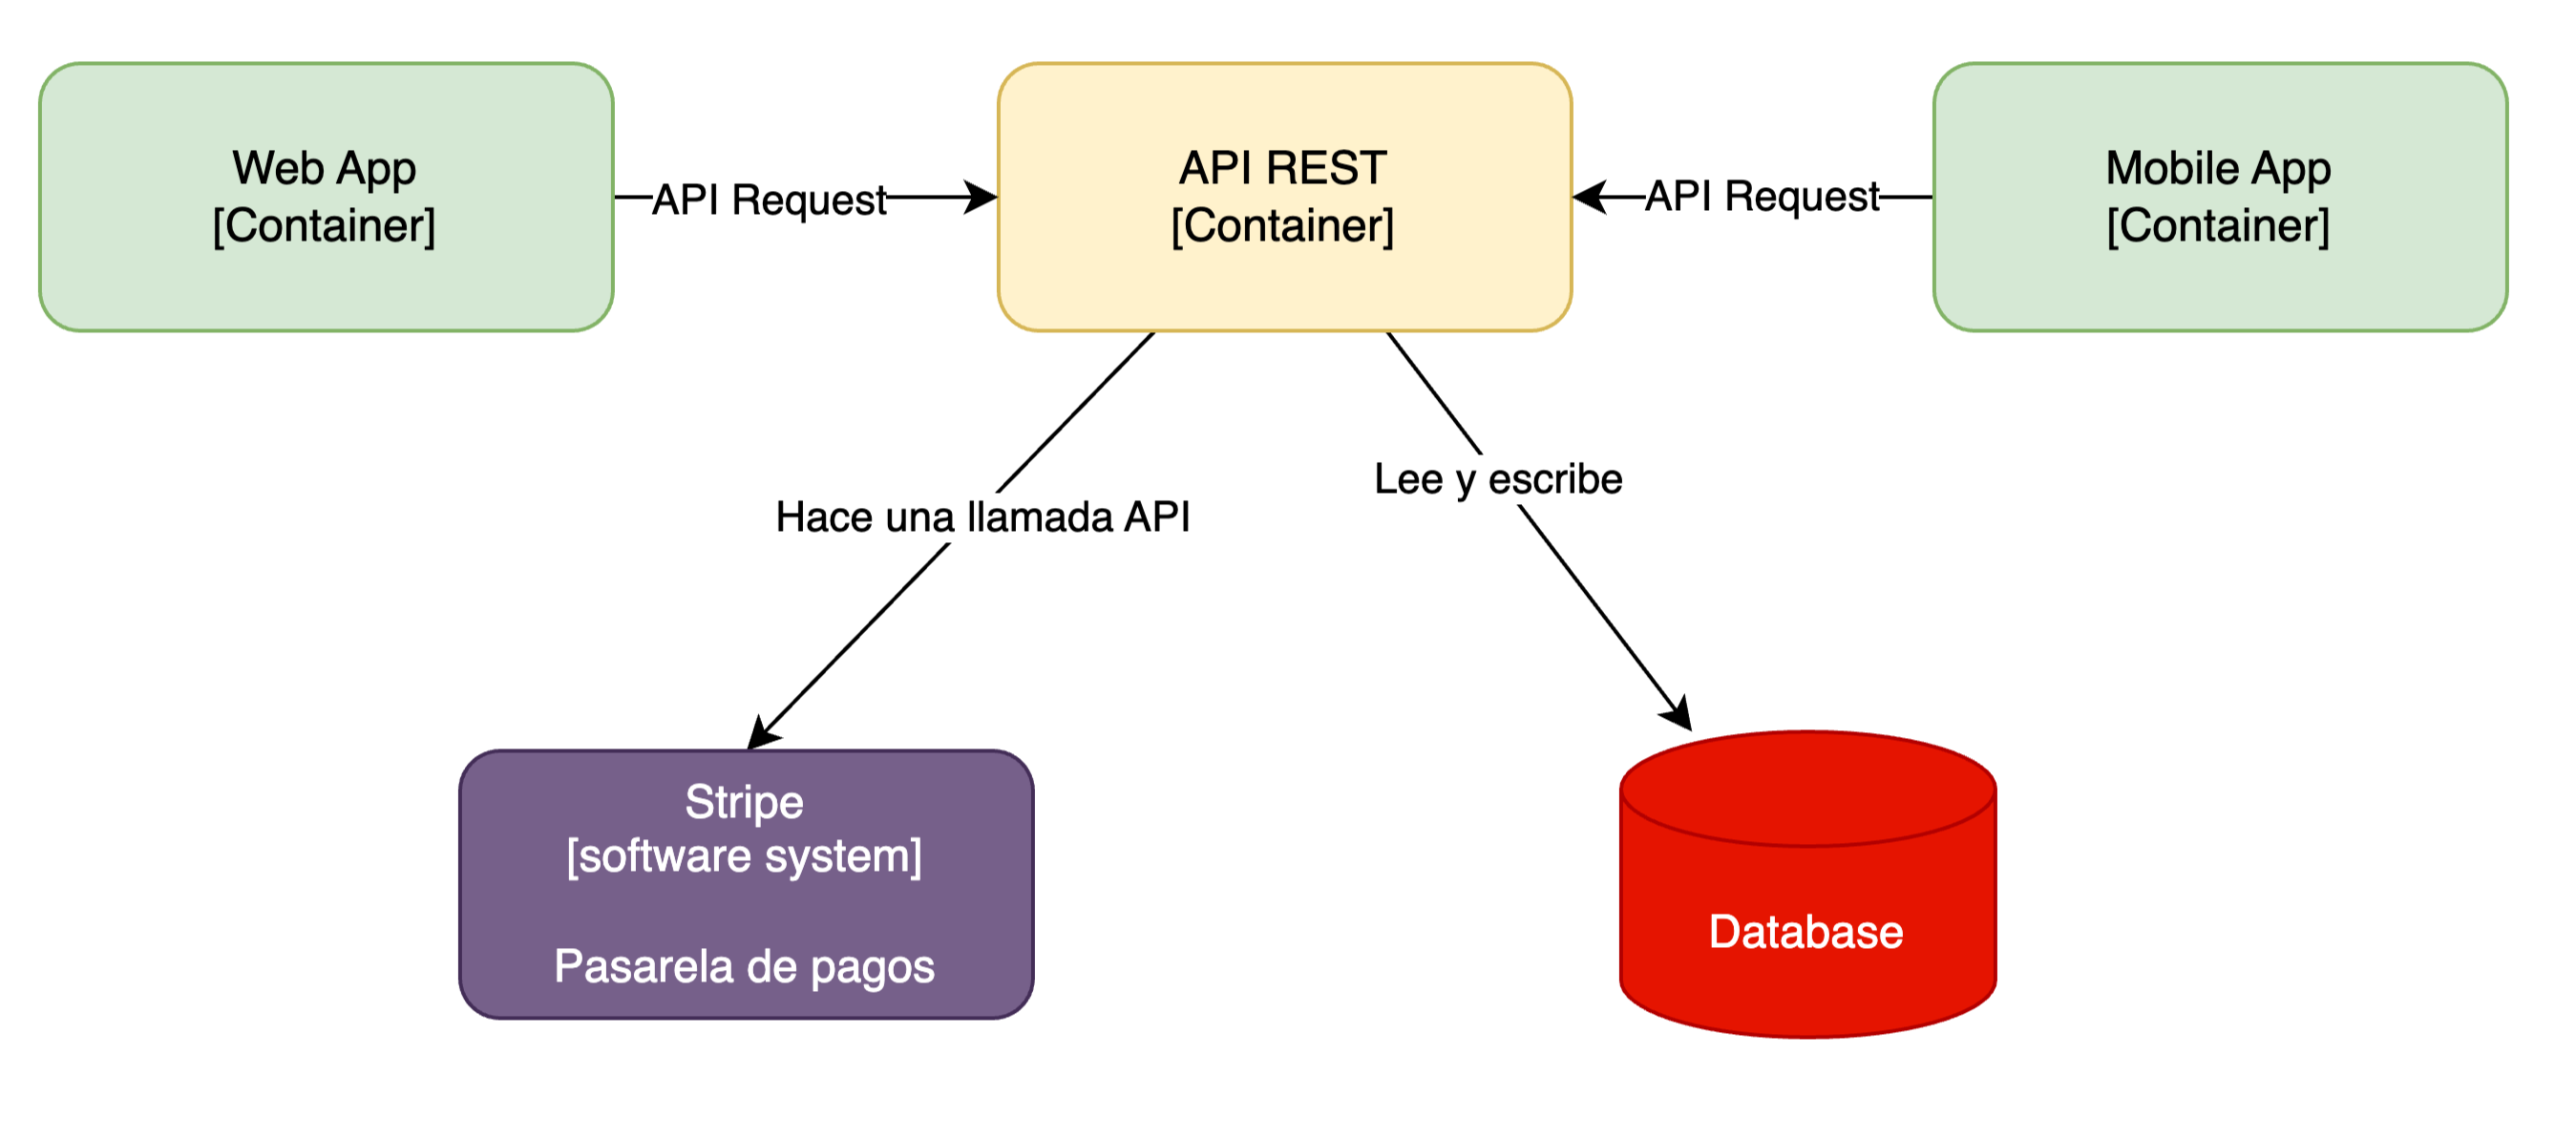 Web App
[Container]
API Request
API REST
[Container]
API Request
Mobile App
[Container]
Hace una llamada API
Lee y escribe
Stripe
[software system]
Pasarela de pagos
Database